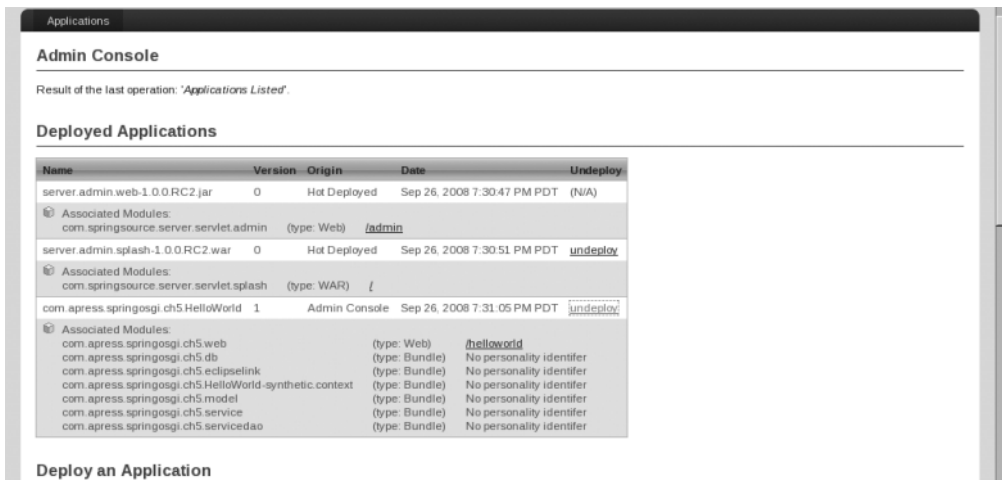 Applications
Admin Console
Result of the last operation: 'Applications Listed'.
Deployed Applications
Name Version Origin Date Undeploy
server.admin.web-1.0.0.RC2.jar 0 Hot Deployed Sep 26, 2008 7:30:47 PM PDT (N/A)
Associated Modules:
com.springsource.server.servlet.admin (type: Web) /admin
server.admin.splash-1.0.0.RC2.war 0 Hot Deployed Sep 26, 2008 7:30:51 PM PDT undeploy
Associated Modules:
com.springsource.server.servlet.splash (type: WAR) /
com.apress.springosgi.ch5.HelloWorld 1 Admin Console Sep 26, 2008 7:31:05 PM PDT undeploy
Associated Modules:
com.apress.springosgi.ch5.web (type: Web) /helloworld
com.apress.springosgi.ch5.db (type: Bundle) No personality identifer
com.apress.springosgi.ch5.eclipselink (type: Bundle) No personality identifer
com.apress.springosgi.ch5.HelloWorld-synthetic.context (type: Bundle) No personality identifer
com.apress.springosgi.ch5.model (type: Bundle) No personality identifer
com.apress.springosgi.ch5.service (type: Bundle) No personality identifer
com.apress.springosgi.ch5.servicedao (type: Bundle) No personality identifer
Deploy an Application